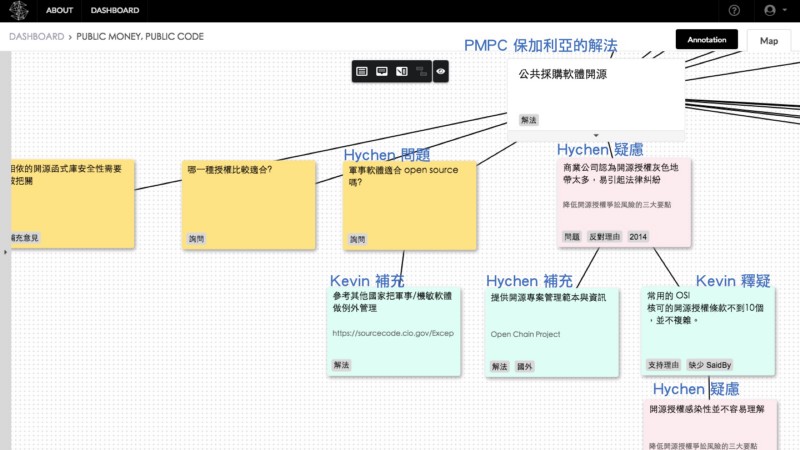 ABOUT DASHBOARD
DASHBOARD > PUBLIC MONEY, PUBLIC CODE
Annotation
Map
PMPC 保加利亞的解法
公共採購軟體開源
解法
相依的開源函式庫安全性需要
被把關
補充意見
哪一種授權比較適合?
詢問
Hychen 問題
軍事軟體適合 open source
嗎?
詢問
Hychen 疑慮
商業公司認為開源授權灰色地
帶太多，易引起法律糾紛
降低開源授權爭訟風險的三大要點
問題 反對理由 2014
Kevin 補充
參考其他國家把軍事/機敏軟體
做例外管理
https://sourcecode.cio.gov/Excep
解法
Hychen 補充
提供開源專案管理範本與資訊
Open Chain Project
解法 國外
Kevin 釋疑
常用的 OSI
核可的開源授權條款不到10個
，並不複雜。
支持理由 缺少 SaidBy
Hychen 疑慮
開源授權感染性並不容易理解
降低開源授權爭訟風險的三大要點